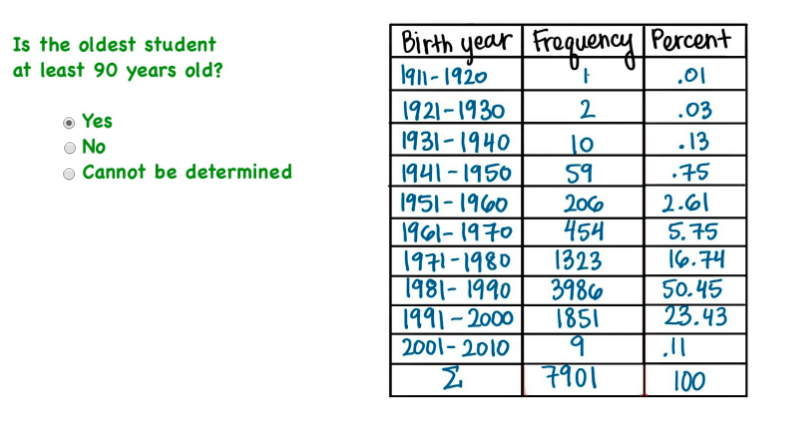 Is the oldest student
at least 90 years old?
Yes
No
Cannot be determined
Birth year Frequency Percent
1911-1920 1 .01
1921-1930 2 .03
1931-1940 10 .13
1941-1950 59 .75
1951-1960 206 2.61
1961-1970 454 5.75
1971-1980 1323 16.74
1981-1990 3986 50.45
1991-2000 1851 23.43
2001-2010 9 .11
Σ 7901 100